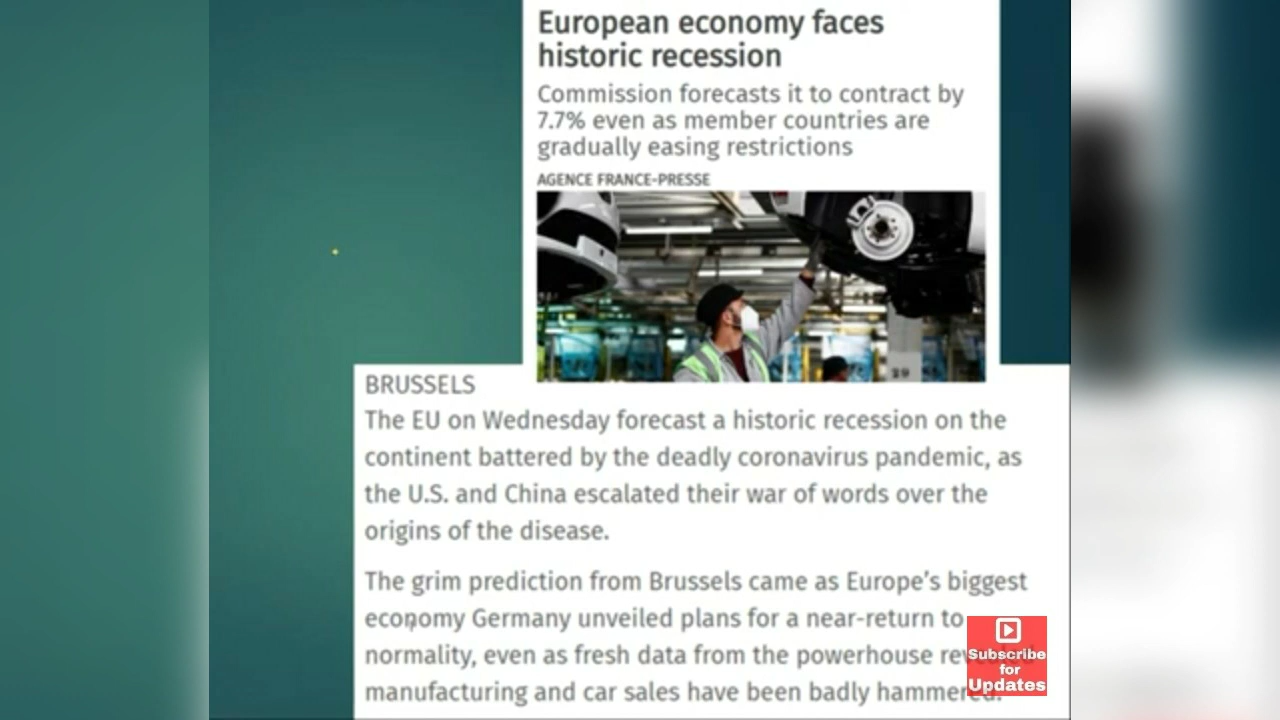 European economy faces
historic recession
Commission forecasts it to contract by
7.7% even as member countries are
gradually easing restrictions
AGENCE FRANCE-PRESSE
39
BRUSSELS
The EU on Wednesday forecast a historic recession on the
continent battered by the deadly coronavirus pandemic, as
the U.S. and China escalated their war of words over the
origins of the disease.
The grim prediction from Brussels came as Europe’s biggest
economy Germany unveiled plans for a near-return to
normality, even as fresh data from the powerhouse revealed
manufacturing and car sales have been badly hammered.
Subscribe
for
Updates